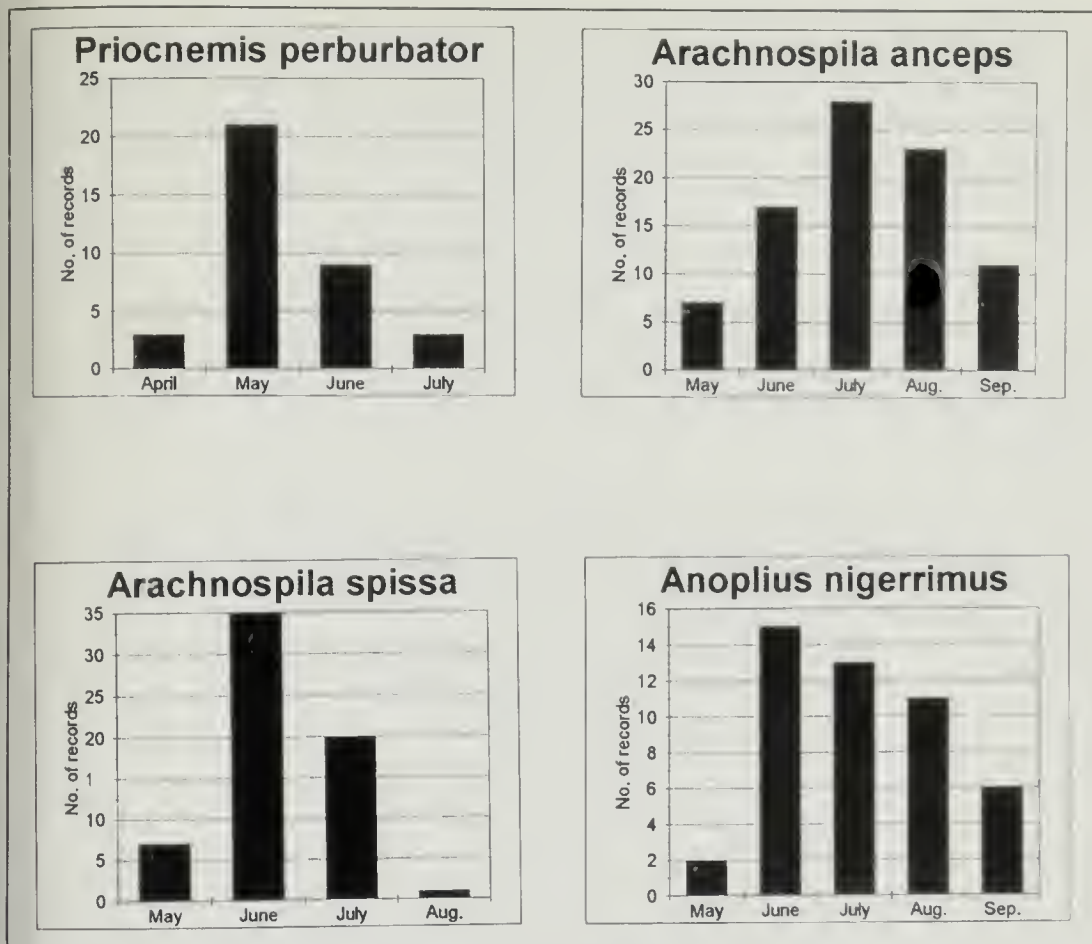 Priocnemis perburbator
No. of records
25
20
15
10
5
0
April May June July
Arachnospila anceps
No. of records
30
25
20
15
10
5
0
May June July Aug. Sep.
Arachnospila spissa
No. of records
35
30
25
20
1
10
5
0
May June July Aug.
Anoplius nigerrimus
No. of records
16
14
12
10
8
6
4
2
0
May June July Aug. Sep.